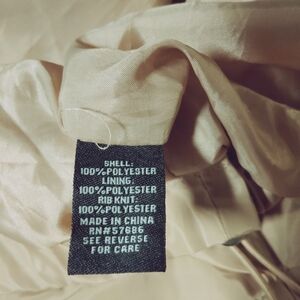 SHELL:
100%POLYESTER
LINING:
100%POLYESTER
RIB KNIT:
100%POLYESTER
MADE IN CHINA
RN#57686
SEE REVERSE
FOR CARE